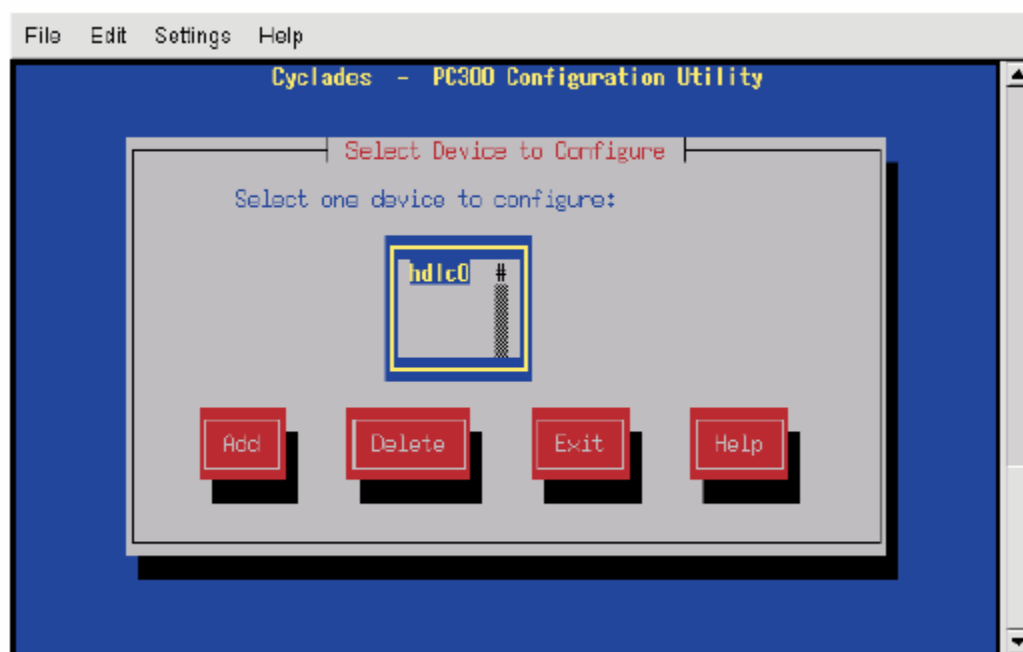 File Edit Settings Help
Cyclades - PC300 Configuration Utility
Select Device to Configure
Select one device to configure:
hdlc0 #
Add Delete Exit Help